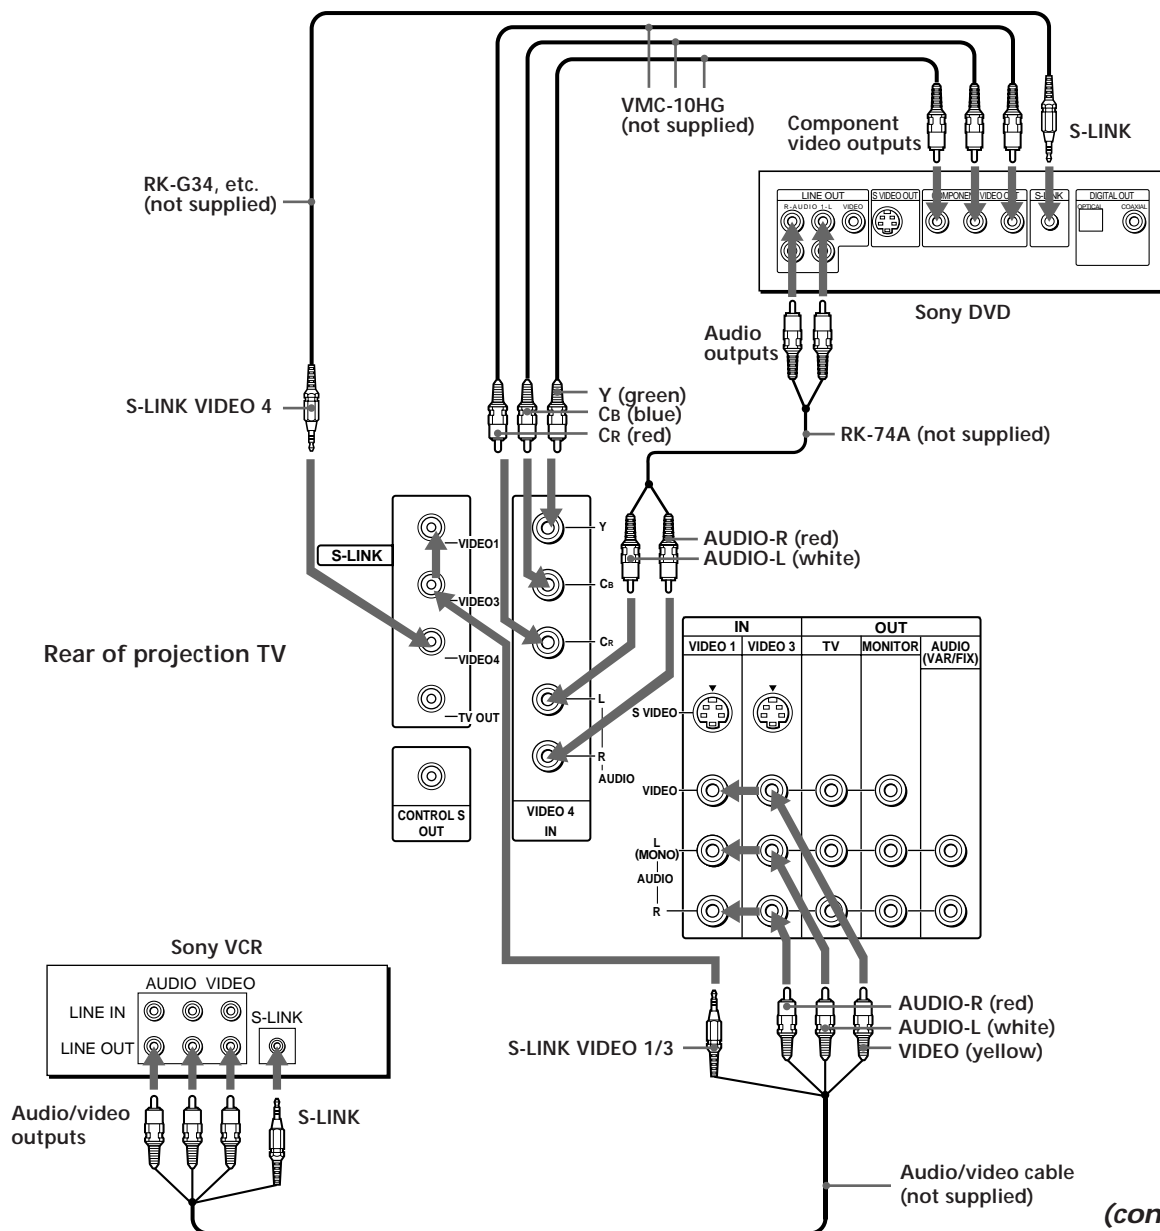 VMC-10HG
(not supplied)
Component
video outputs
S-LINK
RK-G34, etc.
(not supplied)
LINE OUT
R-AUDIO 1-L
VIDEO
S VIDEO OUT
COMPONENT VIDEO OUT
S-LINK
DIGITAL OUT
OPTICAL
COAXIAL
Sony DVD
Audio
outputs
S-LINK VIDEO 4
Y (green)
CB (blue)
CR (red)
RK-74A (not supplied)
AUDIO-R (red)
AUDIO-L (white)
S-LINK
VIDEO1
VIDEO3
VIDEO4
TV OUT
Y
CB
CR
L
R
AUDIO
VIDEO 4
IN
CONTROL S
OUT
Rear of projection TV
IN
OUT
VIDEO 1
VIDEO 3
TV
MONITOR
AUDIO
(VAR/FIX)
S VIDEO
VIDEO
L
(MONO)
AUDIO
R
Sony VCR
AUDIO VIDEO
LINE IN
S-LINK
LINE OUT
Audio/video
outputs
S-LINK
S-LINK VIDEO 1/3
AUDIO-R (red)
AUDIO-L (white)
VIDEO (yellow)
Audio/video cable
(not supplied)
(con